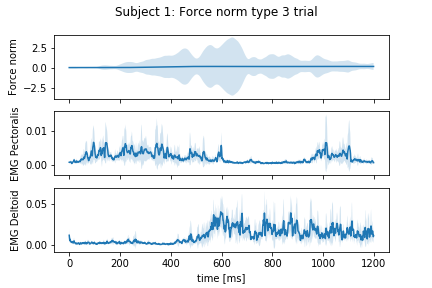 Subject 1: Force norm type 3 trial
Force norm
2.5
0.0
−2.5
EMG Pectoralis
0.01
0.00
EMG Deltoid
0.05
0.00
0 200 400 600 800 1000 1200
time [ms]